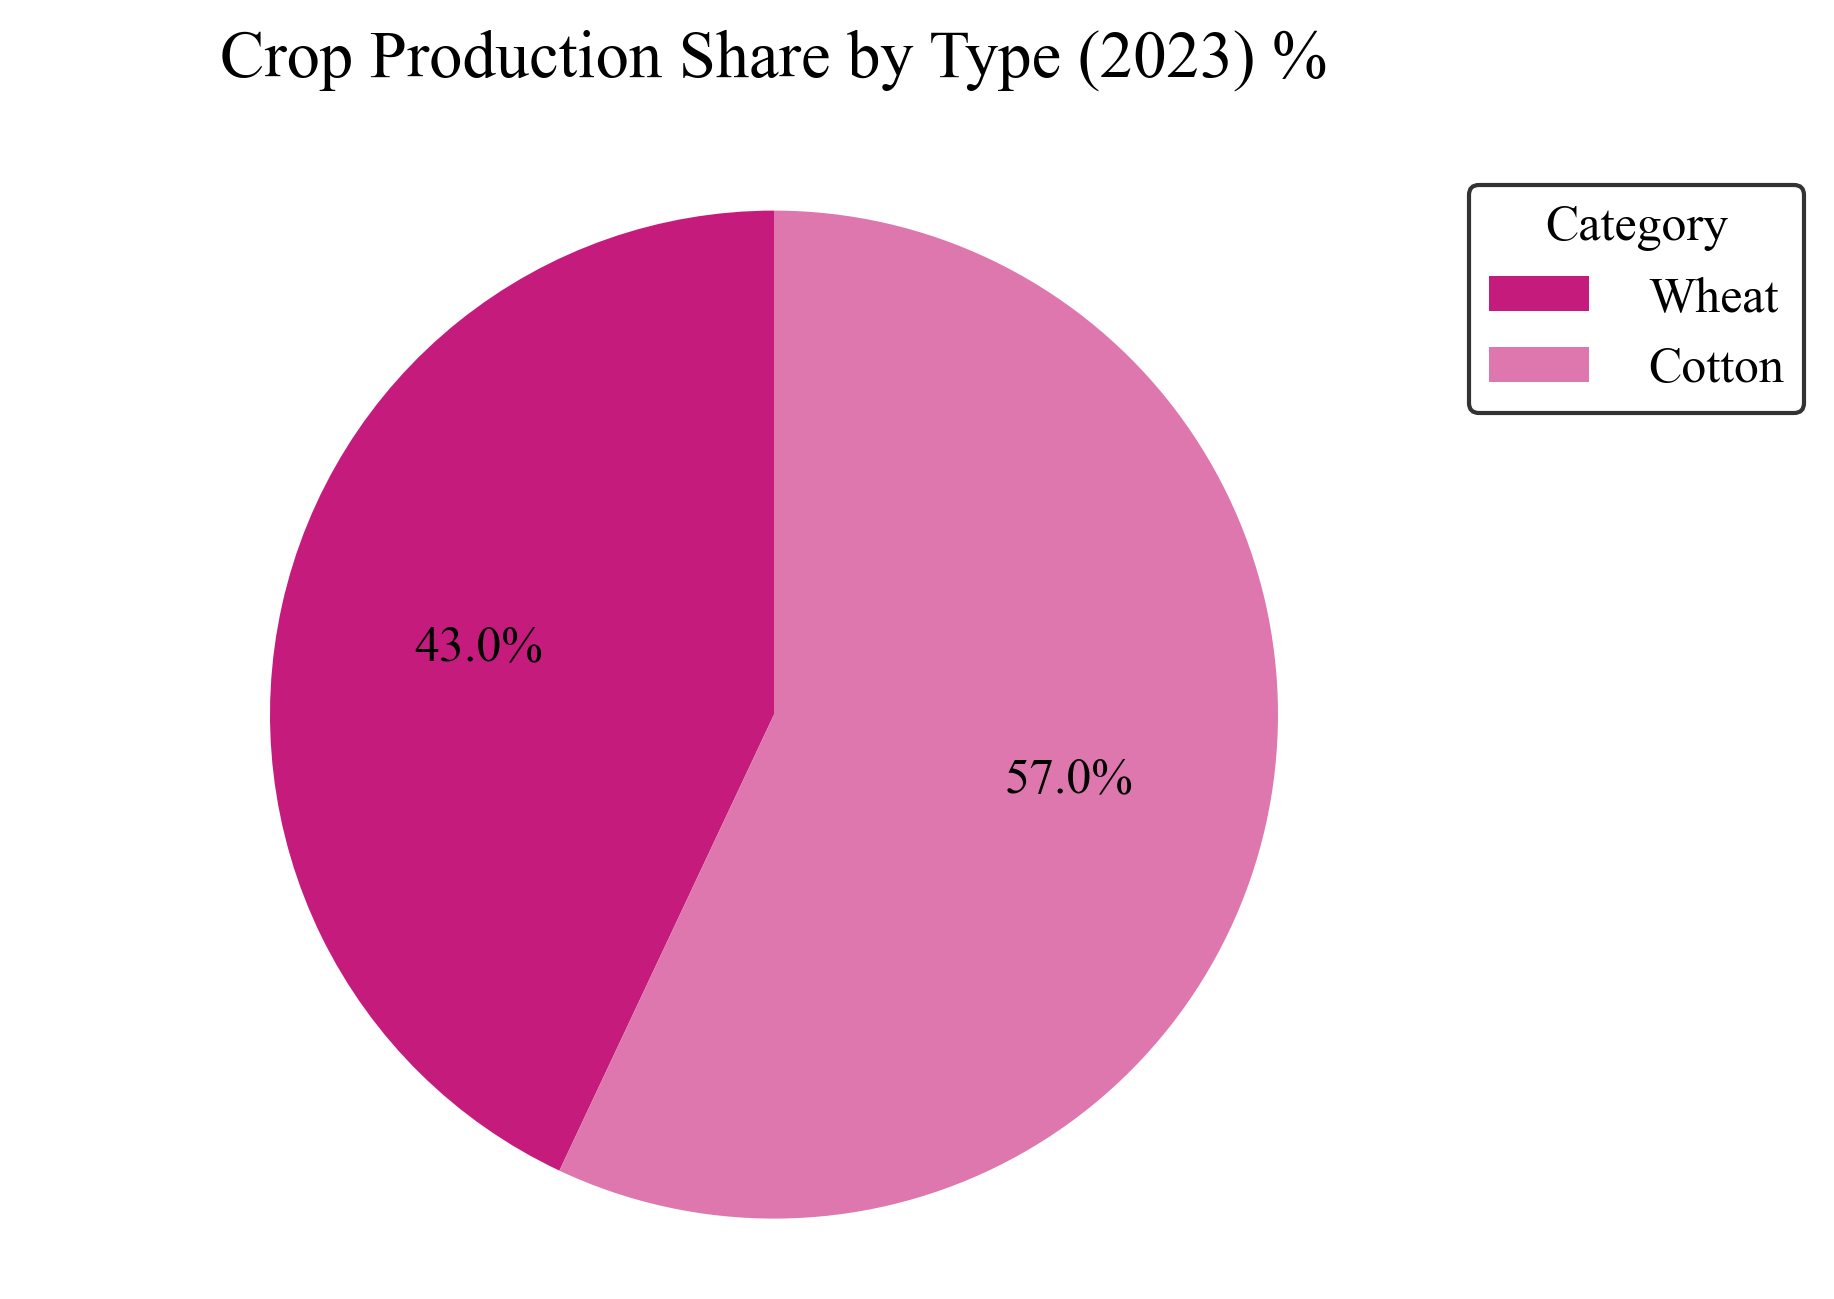 Crop Production Share by Type (2023) %
Category
Wheat
Cotton
43.0%
57.0%